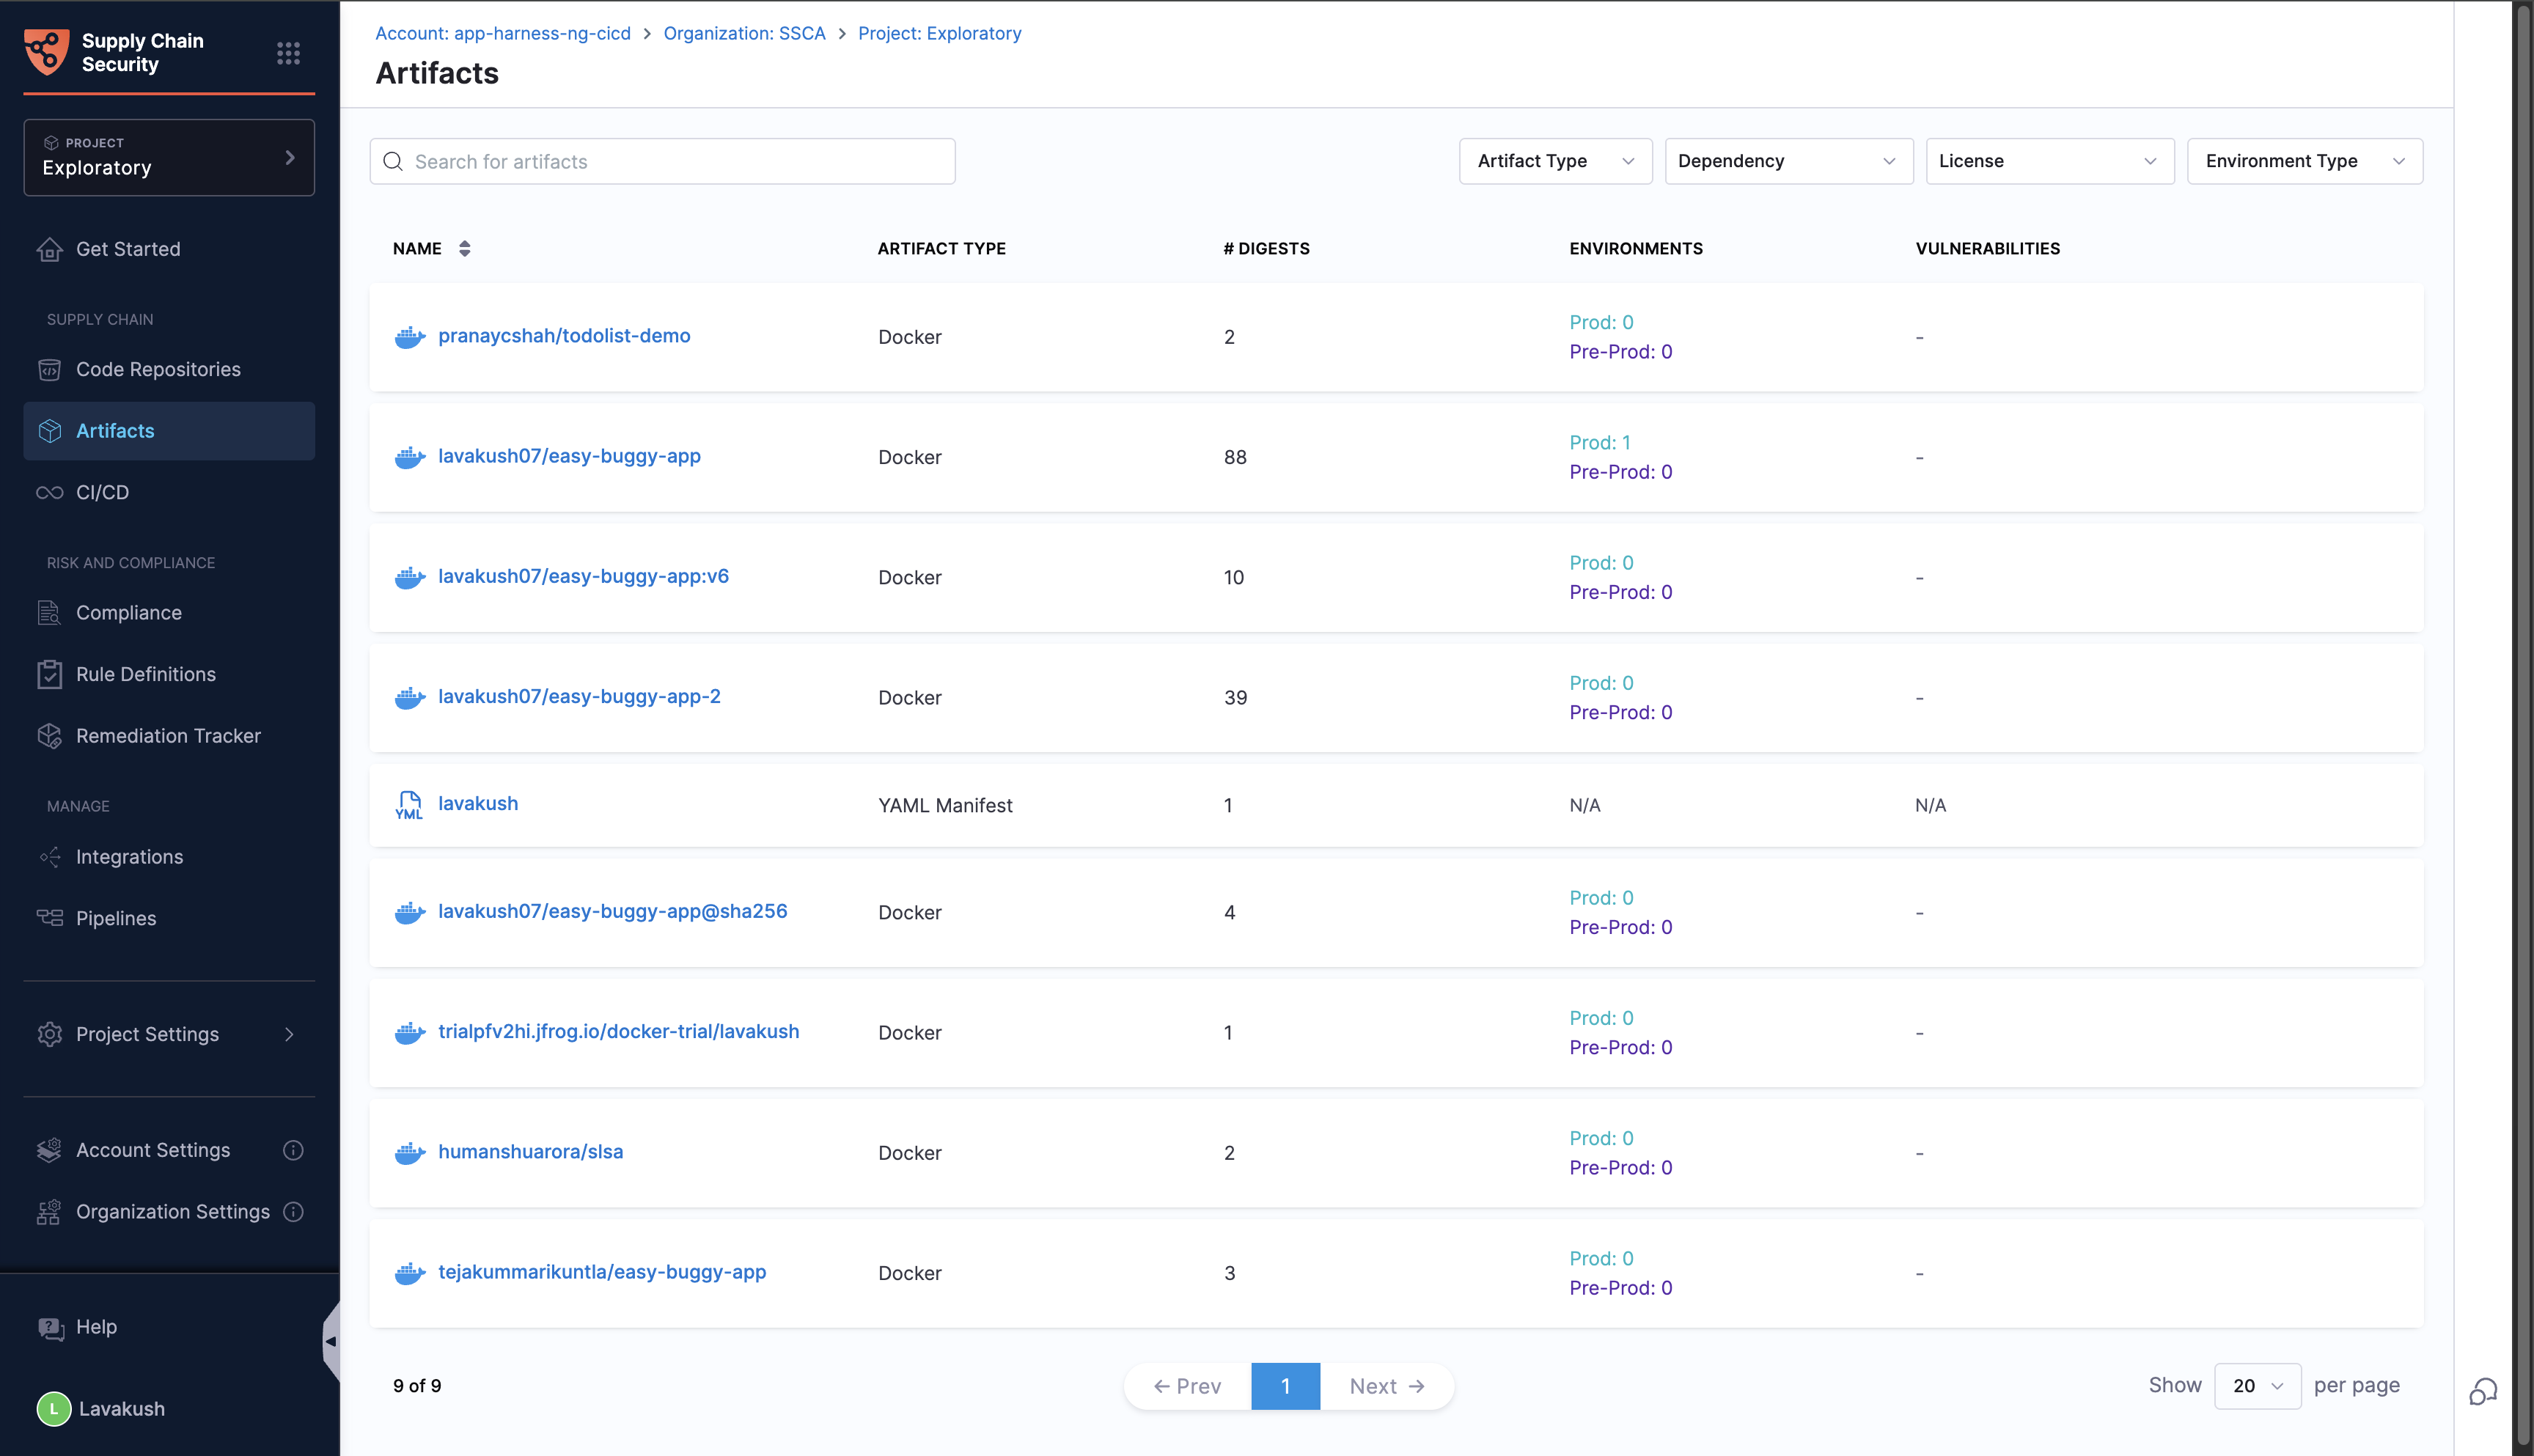 Supply Chain
Security
PROJECT
Exploratory
Get Started
SUPPLY CHAIN
Code Repositories
Artifacts
CI/CD
RISK AND COMPLIANCE
Compliance
Rule Definitions
Remediation Tracker
MANAGE
Integrations
Pipelines
Project Settings
Account Settings
Organization Settings
Help
L Lavakush
Account: app-harness-ng-cicd > Organization: SSCA > Project: Exploratory
Artifacts
Search for artifacts Artifact Type Dependency License Environment Type
NAME ARTIFACT TYPE # DIGESTS ENVIRONMENTS VULNERABILITIES
pranaycshah/todolist-demo Docker 2 Prod: 0 -
Pre-Prod: 0
lavakush07/easy-buggy-app Docker 88 Prod: 1 -
Pre-Prod: 0
lavakush07/easy-buggy-app:v6 Docker 10 Prod: 0 -
Pre-Prod: 0
lavakush07/easy-buggy-app-2 Docker 39 Prod: 0 -
Pre-Prod: 0
YML lavakush YAML Manifest 1 N/A N/A
lavakush07/easy-buggy-app@sha256 Docker 4 Prod: 0 -
Pre-Prod: 0
trialpfv2hi.jfrog.io/docker-trial/lavakush Docker 1 Prod: 0 -
Pre-Prod: 0
humanshuarora/slsa Docker 2 Prod: 0 -
Pre-Prod: 0
tejakummarikuntla/easy-buggy-app Docker 3 Prod: 0 -
Pre-Prod: 0
9 of 9 ← Prev 1 Next → Show 20 per page